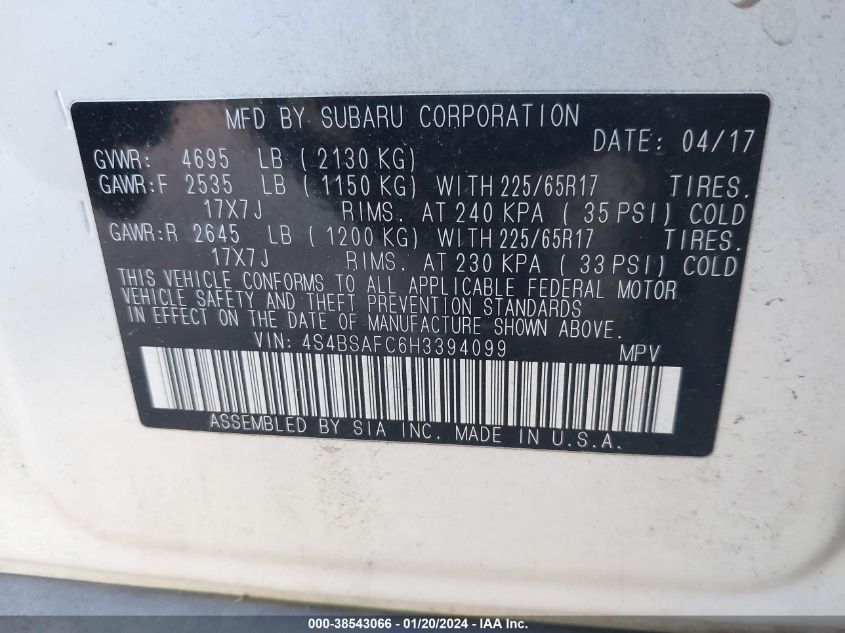 MFD BY SUBARU CORPORATION
DATE: 04/17
GVWR: 4695 LB ( 2130 KG)
GAWR:F 2535 LB ( 1150 KG) WITH 225/65R17 TIRES.
17X7J RIMS. AT 240 KPA ( 35 PSI) COLD
GAWR:R 2645 LB ( 1200 KG) WITH 225/65R17 TIRES.
17X7J RIMS. AT 230 KPA ( 33 PSI) COLD
THIS VEHICLE CONFORMS TO ALL APPLICABLE FEDERAL MOTOR
VEHICLE SAFETY AND THEFT PREVENTION STANDARDS
IN EFFECT ON THE DATE OF MANUFACTURE SHOWN ABOVE.
VIN: 4S4BSAFC6H3394099 MPV
ASSEMBLED BY SIA INC. MADE IN U.S.A.
000-38543066 - 01/20/2024 - IAAI.com